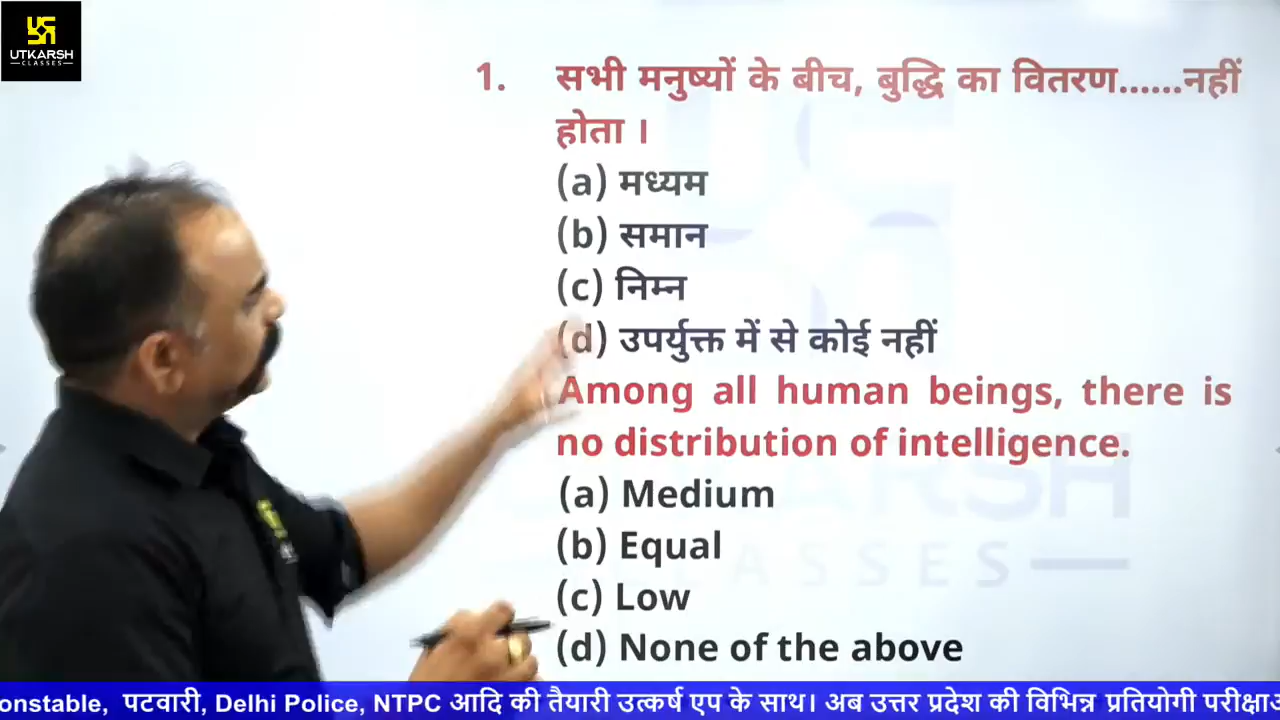 UTKARSH
CLASSES
1. सभी मनुष्यों के बीच, बुद्धि का वितरण......नहीं
होता ।
(a) मध्यम
(b) समान
(c) निम्न
(d) उपर्युक्त में से कोई नहीं
Among all human beings, there is
no distribution of intelligence.
(a) Medium
(b) Equal
(c) Low
(d) None of the above
onstable, पटवारी, Delhi Police, NTPC आदि की तैयारी उत्कर्ष एप के साथ। अब उत्तर प्रदेश की विभिन्न प्रतियोगी